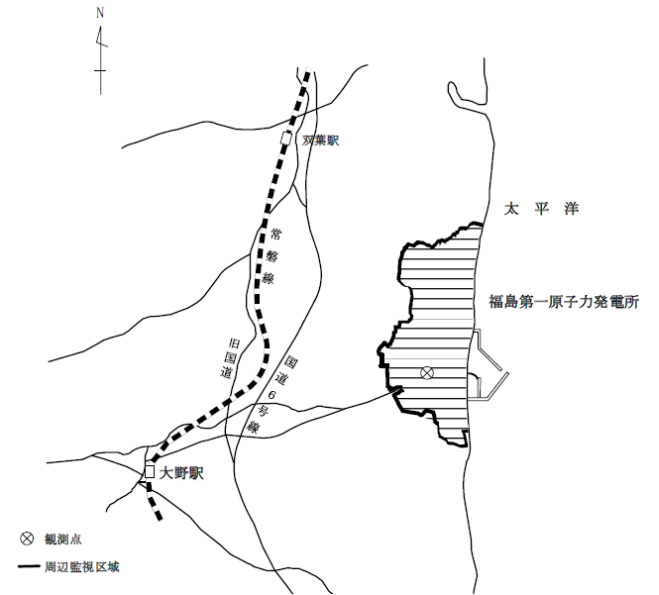 N
双葉駅
太 平 洋
常磐線
福島第一原子力発電所
旧国道
国道6号線
大野駅
観測点
周辺監視区域